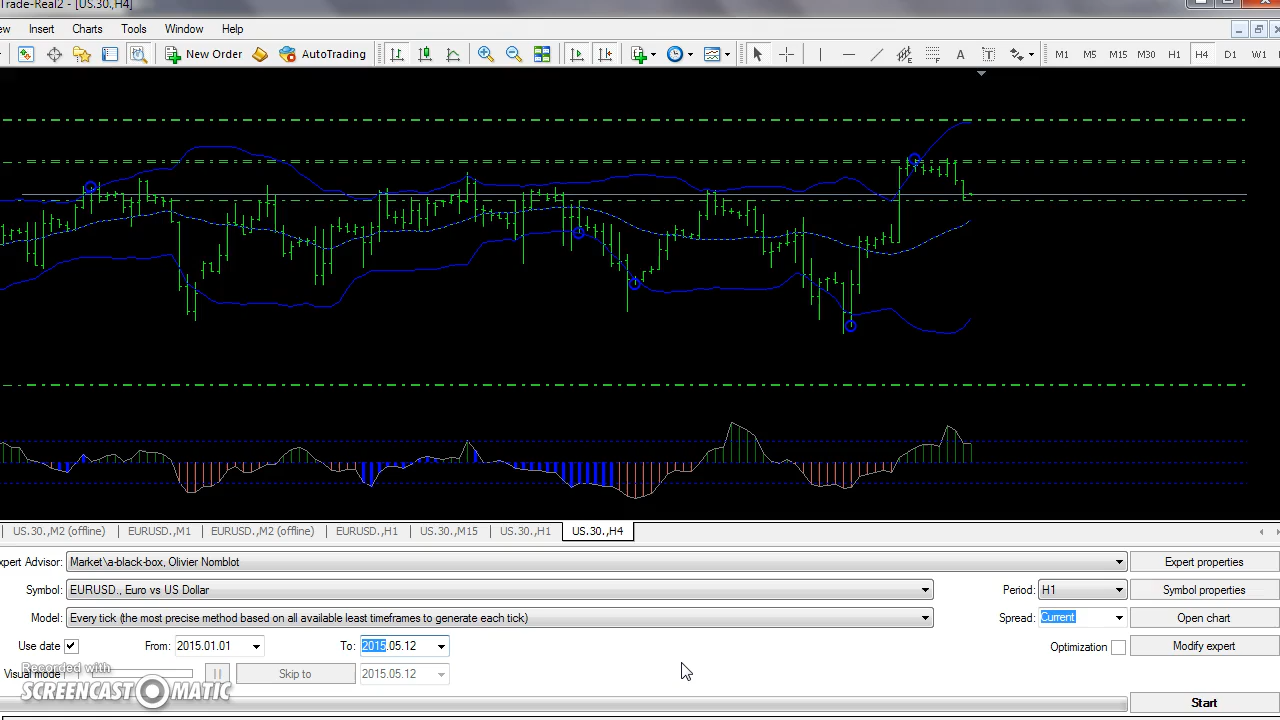 Trade-Real2 - [US.30.,H4]
ew Insert Charts Tools Window Help
New Order AutoTrading A T M1 M5 M15 M30 H1 H4 D1 W1
US.30.,M2 (offline) EURUSD.,M1 EURUSD.,M2 (offline) EURUSD.,H1 US.30.,M15 US.30.,H1 US.30.,H4
xpert Advisor: Market\a-black-box, Olivier Nomblot Expert properties
Symbol: EURUSD., Euro vs US Dollar Period: H1 Symbol properties
Model: Every tick (the most precise method based on all available least timeframes to generate each tick) Spread: Current Open chart
Use date From: 2015.01.01 To: 2015.05.12 Optimization Modify expert
Visual mode Skip to 2015.05.12
Recorded with
SCREENCAST MATIC
Start